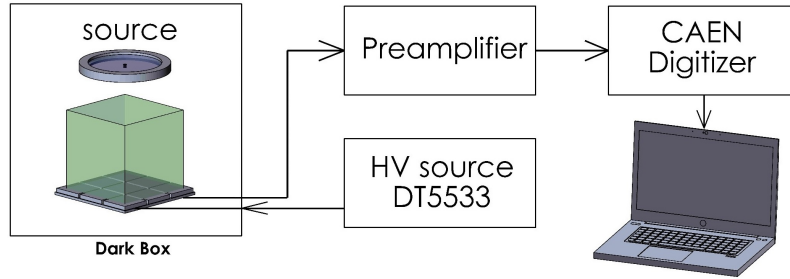 source
Preamplifier
CAEN
Digitizer
HV source
DT5533
Dark Box